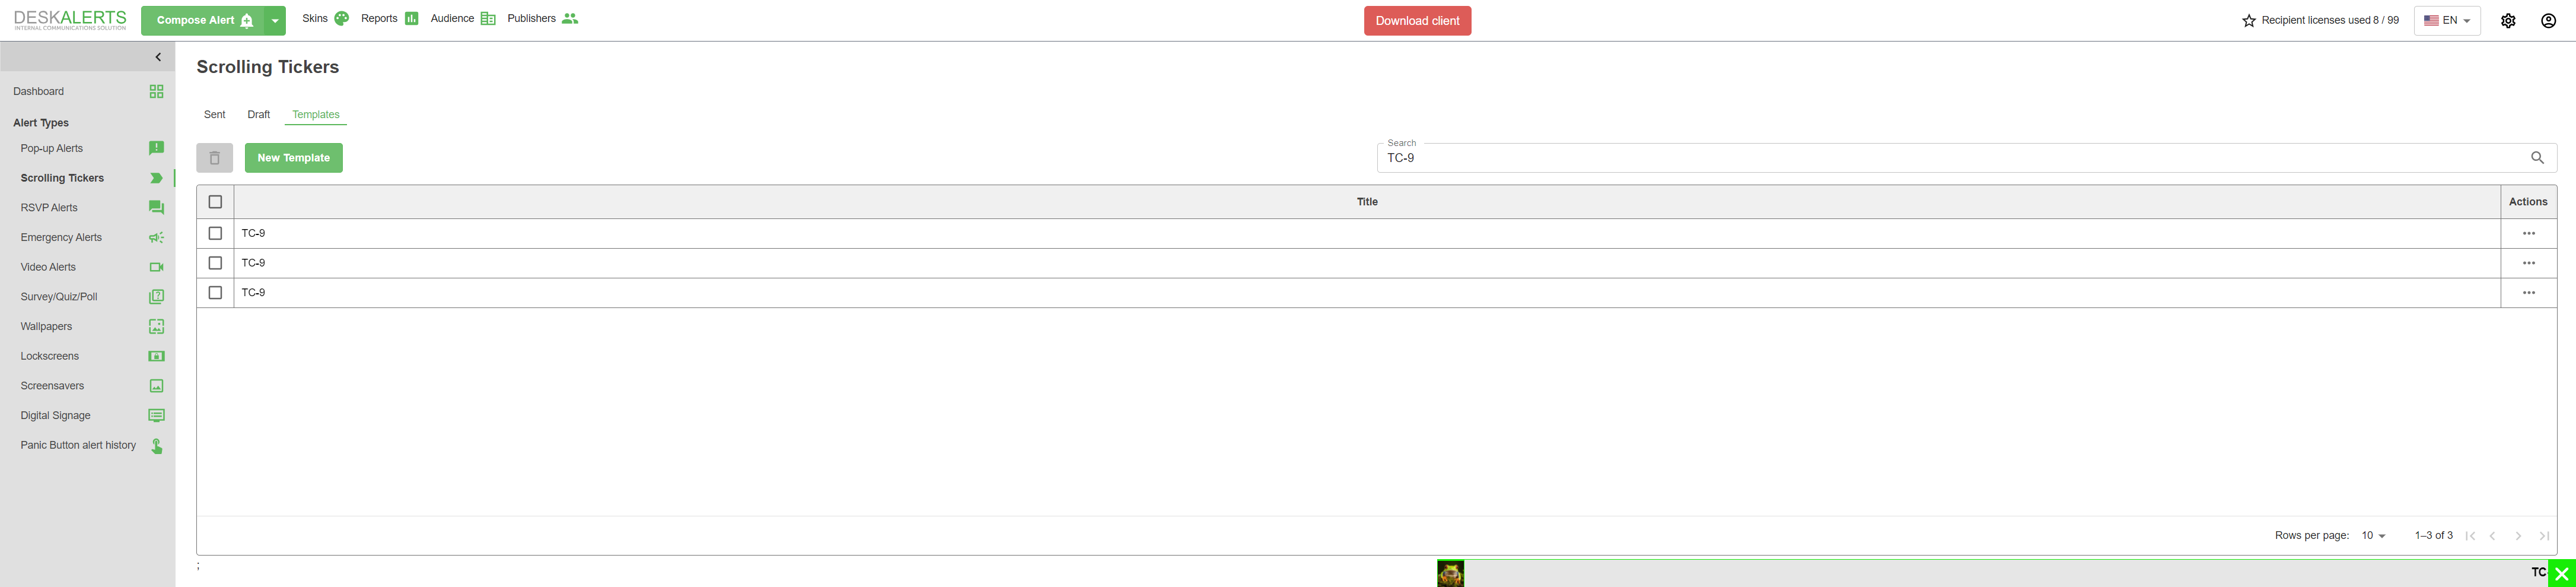 DESKALERTS
INTERNAL COMMUNICATIONS SOLUTION
Compose Alert
Skins
Reports
Audience
Publishers
Download client
Recipient licenses used 8 / 99
EN
Dashboard
Alert Types
Pop-up Alerts
Scrolling Tickers
RSVP Alerts
Emergency Alerts
Video Alerts
Survey/Quiz/Poll
Wallpapers
Lockscreens
Screensavers
Digital Signage
Panic Button alert history
Scrolling Tickers
Sent Draft Templates
New Template
Search
TC-9
Title Actions
TC-9
TC-9
TC-9
Rows per page: 10 1–3 of 3
;
TC